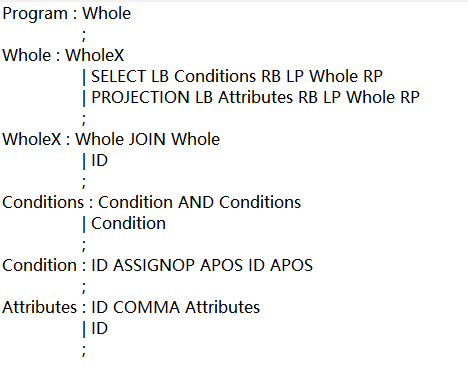 Program : Whole
;
Whole : WholeX
| SELECT LB Conditions RB LP Whole RP
| PROJECTION LB Attributes RB LP Whole RP
;
WholeX : Whole JOIN Whole
| ID
;
Conditions : Condition AND Conditions
| Condition
;
Condition : ID ASSIGNOP APOS ID APOS
;
Attributes : ID COMMA Attributes
| ID
;